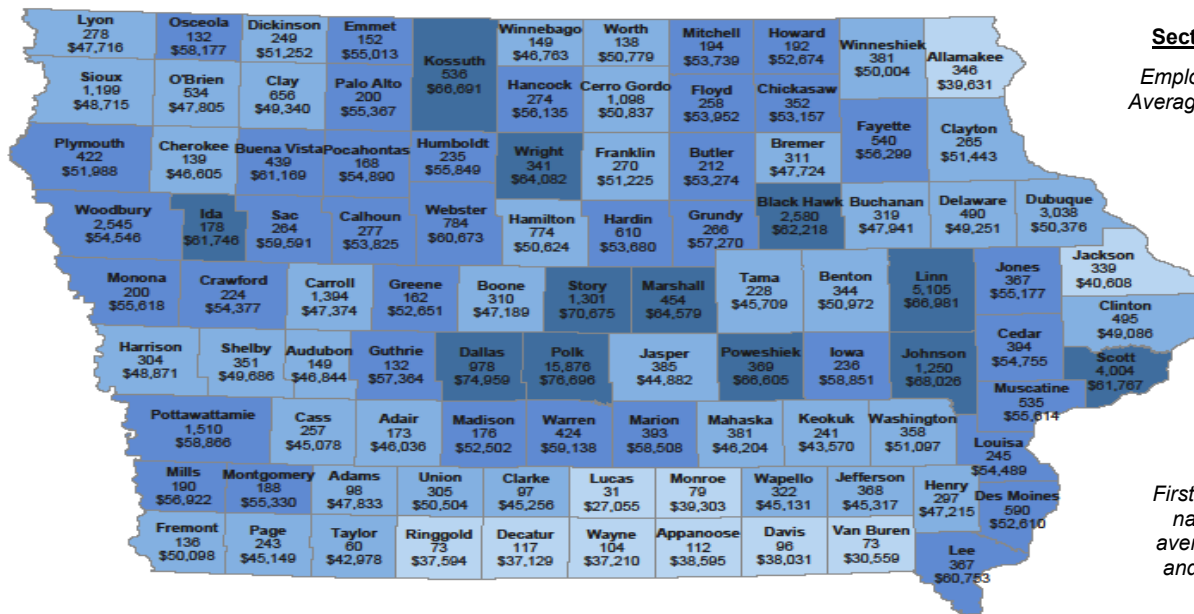 Lyon
278
$47,716
Osceola
132
$58,177
Dickinson
249
$51,252
Emmet
152
$55,013
Kossuth
536
$66,691
Winnebago
149
$46,763
Worth
138
$50,779
Mitchell
194
$53,739
Howard
192
$52,674
Winneshiek
381
$50,004
Allamakee
346
$39,631
Sect
Emplo
Averag
Sioux
1,199
$48,715
O'Brien
534
$47,805
Clay
656
$49,340
Palo Alto
200
$55,367
Hancock
274
$56,135
Cerro Gordo
1,098
$50,837
Floyd
258
$53,952
Chickasaw
352
$53,157
Fayette
540
$56,299
Clayton
265
$51,443
Plymouth
422
$51,988
Cherokee
139
$46,605
Buena Vista
439
$61,169
Pocahontas
168
$54,890
Humboldt
235
$55,849
Wright
341
$64,082
Franklin
270
$51,225
Butler
212
$53,274
Bremer
311
$47,724
Woodbury
2,545
$54,546
Ida
178
$61,746
Sac
264
$59,591
Calhoun
277
$53,825
Webster
784
$60,673
Hamilton
774
$50,624
Hardin
610
$53,680
Grundy
266
$57,270
Black Hawk
2,580
$62,218
Buchanan
319
$47,941
Delaware
490
$49,251
Dubuque
3,038
$50,376
Monona
200
$55,618
Crawford
224
$54,377
Carroll
1,394
$47,374
Greene
162
$52,651
Boone
310
$47,189
Story
1,301
$70,675
Marshall
454
$64,579
Tama
228
$45,709
Benton
344
$50,972
Linn
5,105
$66,981
Jones
367
$55,177
Jackson
339
$40,608
Clinton
495
$49,086
Harrison
304
$48,871
Shelby
351
$49,686
Audubon
149
$46,844
Guthrie
132
$57,364
Dallas
978
$74,959
Polk
15,876
$76,696
Jasper
385
$44,882
Poweshiek
369
$66,605
Iowa
236
$58,851
Johnson
1,250
$68,026
Cedar
394
$54,755
Scott
4,004
$61,767
Muscatine
535
$55,614
Pottawattamie
1,510
$58,866
Cass
257
$45,078
Adair
173
$46,036
Madison
176
$52,502
Warren
424
$59,138
Marion
393
$58,508
Mahaska
381
$46,204
Keokuk
241
$43,570
Washington
358
$51,097
Louisa
245
$54,489
Mills
190
$56,922
Montgomery
188
$55,330
Adams
98
$47,833
Union
305
$50,504
Clarke
97
$45,256
Lucas
31
$27,055
Monroe
79
$39,303
Wapello
322
$45,131
Jefferson
368
$45,317
Henry
297
$47,215
Des Moines
590
$52,610
Fremont
136
$50,098
Page
243
$45,149
Taylor
60
$42,978
Ringgold
73
$37,594
Decatur
117
$37,129
Wayne
104
$37,210
Appanoose
112
$38,595
Davis
96
$38,031
Van Buren
73
$30,559
Lee
367
$60,753
First
na
aver
and